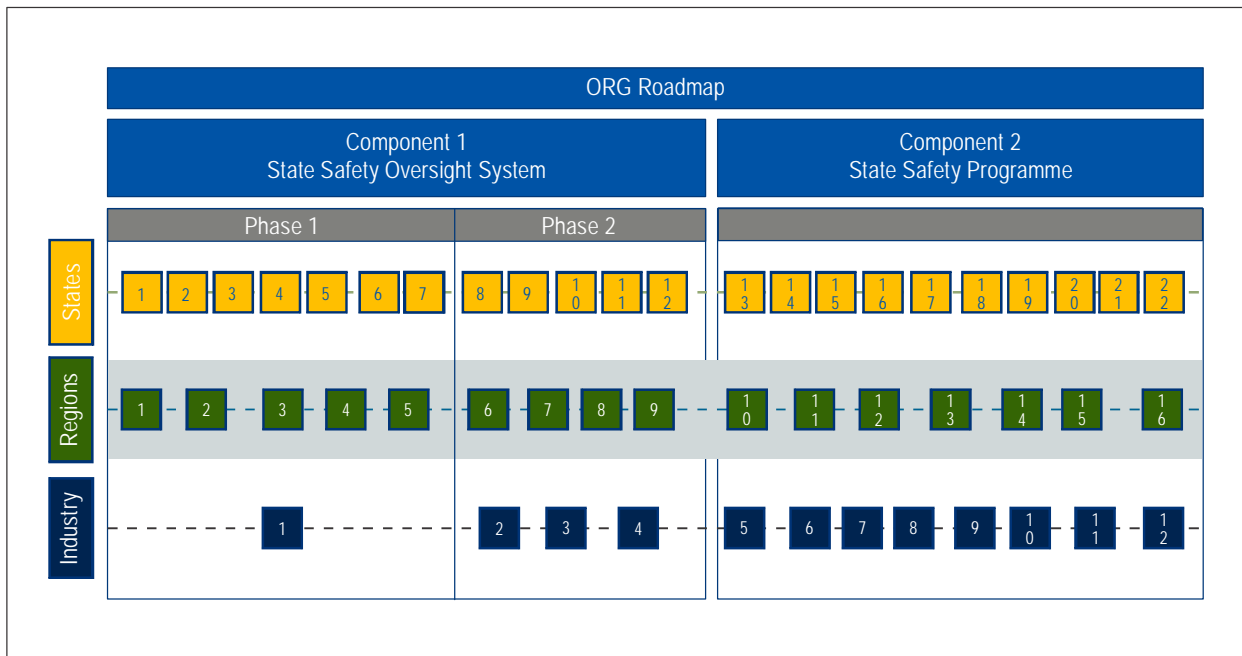 ORG Roadmap
Component 1
State Safety Oversight System
Component 2
State Safety Programme
Phase 1
Phase 2
States
1 2 3 4 5 6 7 8 9 10 11 12 13 14 15 16 17 18 19 20 21 22
Regions
1 2 3 4 5 6 7 8 9 10 11 12 13 14 15 16
Industry
1 2 3 4 5 6 7 8 9 10 11 12